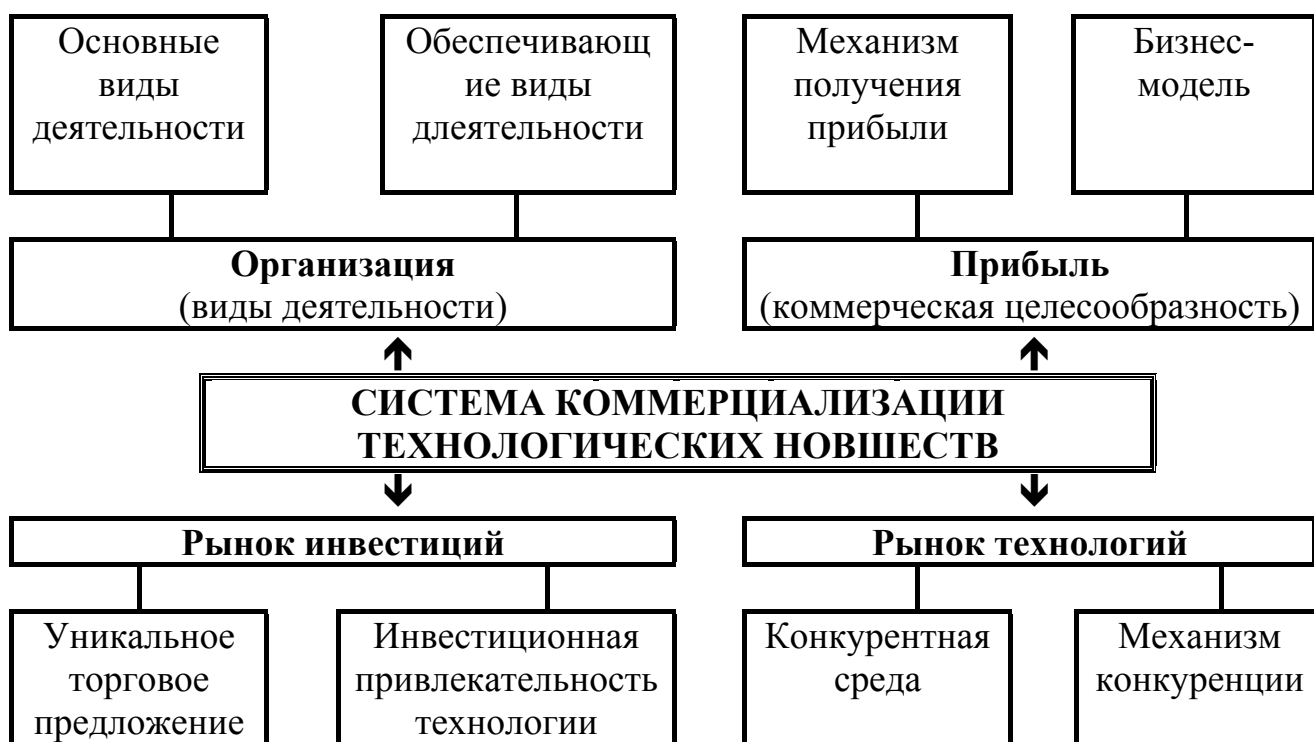 Основные
виды
деятельности
Обеспечивающ
ие виды
длеятельности
Механизм
получения
прибыли
Бизнес-
модель
Организация
(виды деятельности)
Прибыль
(коммерческая целесообразность)
СИСТЕМА КОММЕРЦИАЛИЗАЦИИ
ТЕХНОЛОГИЧЕСКИХ НОВШЕСТВ
Рынок инвестиций
Рынок технологий
Уникальное
торговое
предложение
Инвестиционная
привлекательность
технологии
Конкурентная
среда
Механизм
конкуренции